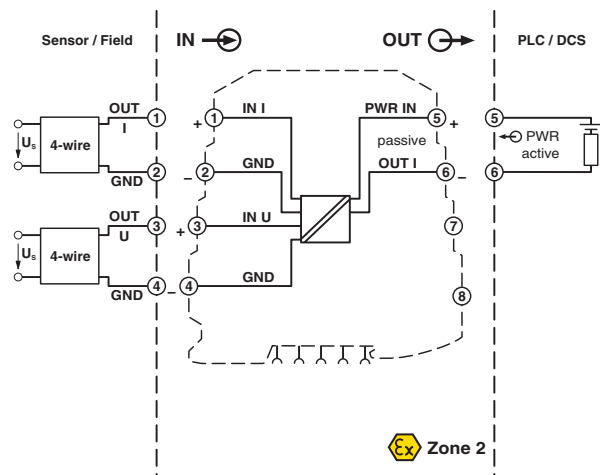 Sensor / Field
IN
OUT
PLC / DCS
OUT
I
1
+
1
IN I
PWR IN
5
+
5
U s
4-wire
passive
PWR
active
GND
2
–
2
GND
OUT I
6
–
6
OUT
U
3
+
3
IN U
7
U s
4-wire
GND
4
–
4
GND
8
Ex
Zone 2